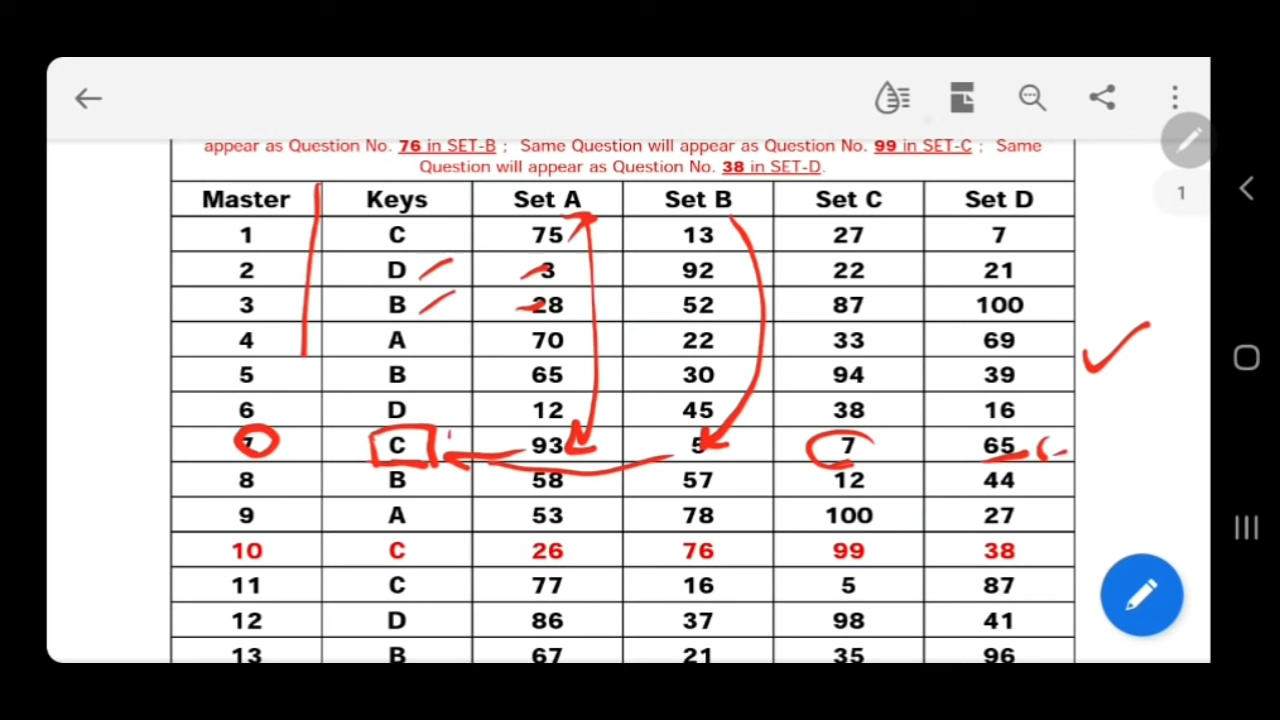 1
appear as Question No. 76 in SET-B ; Same Question will appear as Question No. 99 in SET-C ; Same
Question will appear as Question No. 38 in SET-D.
Master Keys Set A Set B Set C Set D
1 C 75 13 27 7
2 D 3 92 22 21
3 B 28 52 87 100
4 A 70 22 33 69
5 B 65 30 94 39
6 D 12 45 38 16
7 C 93 5 7 65
8 B 58 57 12 44
9 A 53 78 100 27
10 C 26 76 99 38
11 C 77 16 5 87
12 D 86 37 98 41
13 B 67 21 35 96